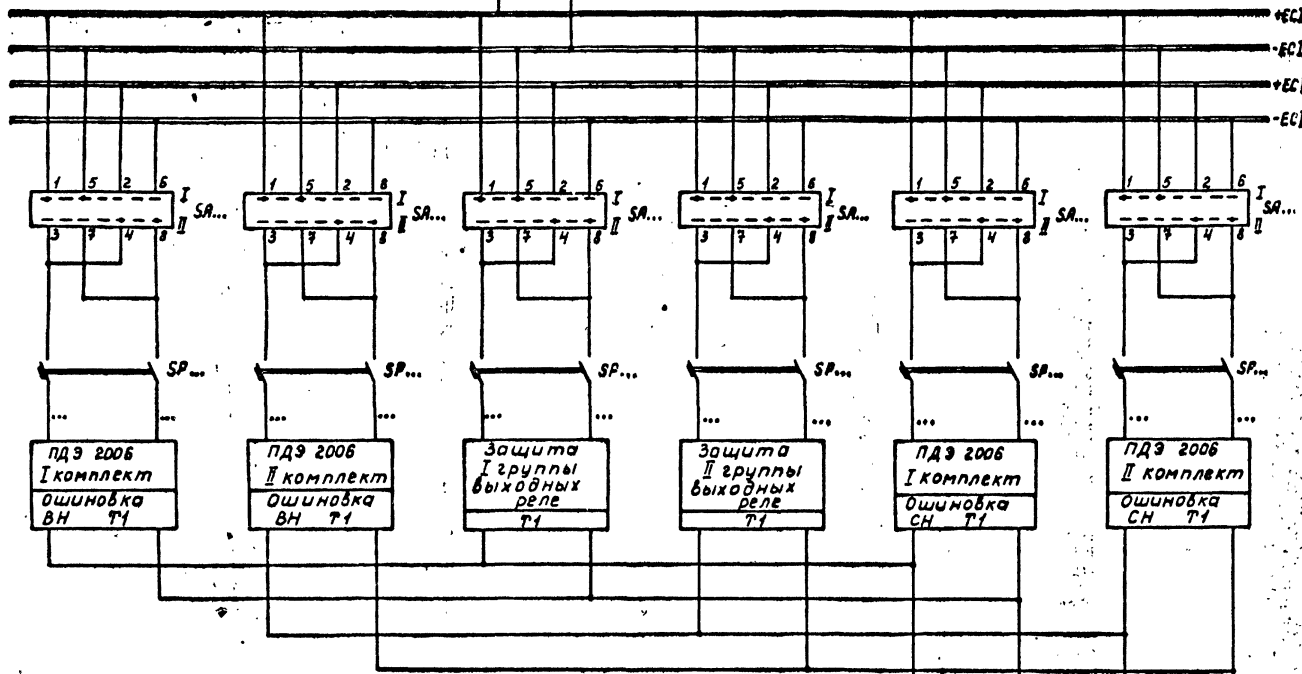 +EC1
-EC1
+EC1
-EC1
1 5 2 6 I
SA...
3 7 4 8 II
1 5 2 6 I
SA...
3 7 4 8 II
1 5 2 6 I
SA...
3 7 4 8 II
1 5 2 6 I
SA...
3 7 4 8 II
1 5 2 6 I
SA...
3 7 4 8 II
1 5 2 6 I
SA...
3 7 4 8 II
SP...
SP...
SP...
SP...
SP...
SP...
... ...
... ...
... ...
... ...
... ...
... ...
ПДЭ 2006
I комплект
Ошиновка
ВН Т1
ПДЭ 2006
II комплект
Ошиновка
ВН Т1
Защита
I группы
выходных
реле
Т1
Защита
II группы
выходных
реле
Т1
ПДЭ 2006
I комплект
Ошиновка
СН Т1
ПДЭ 2006
II комплект
Ошиновка
СН Т1